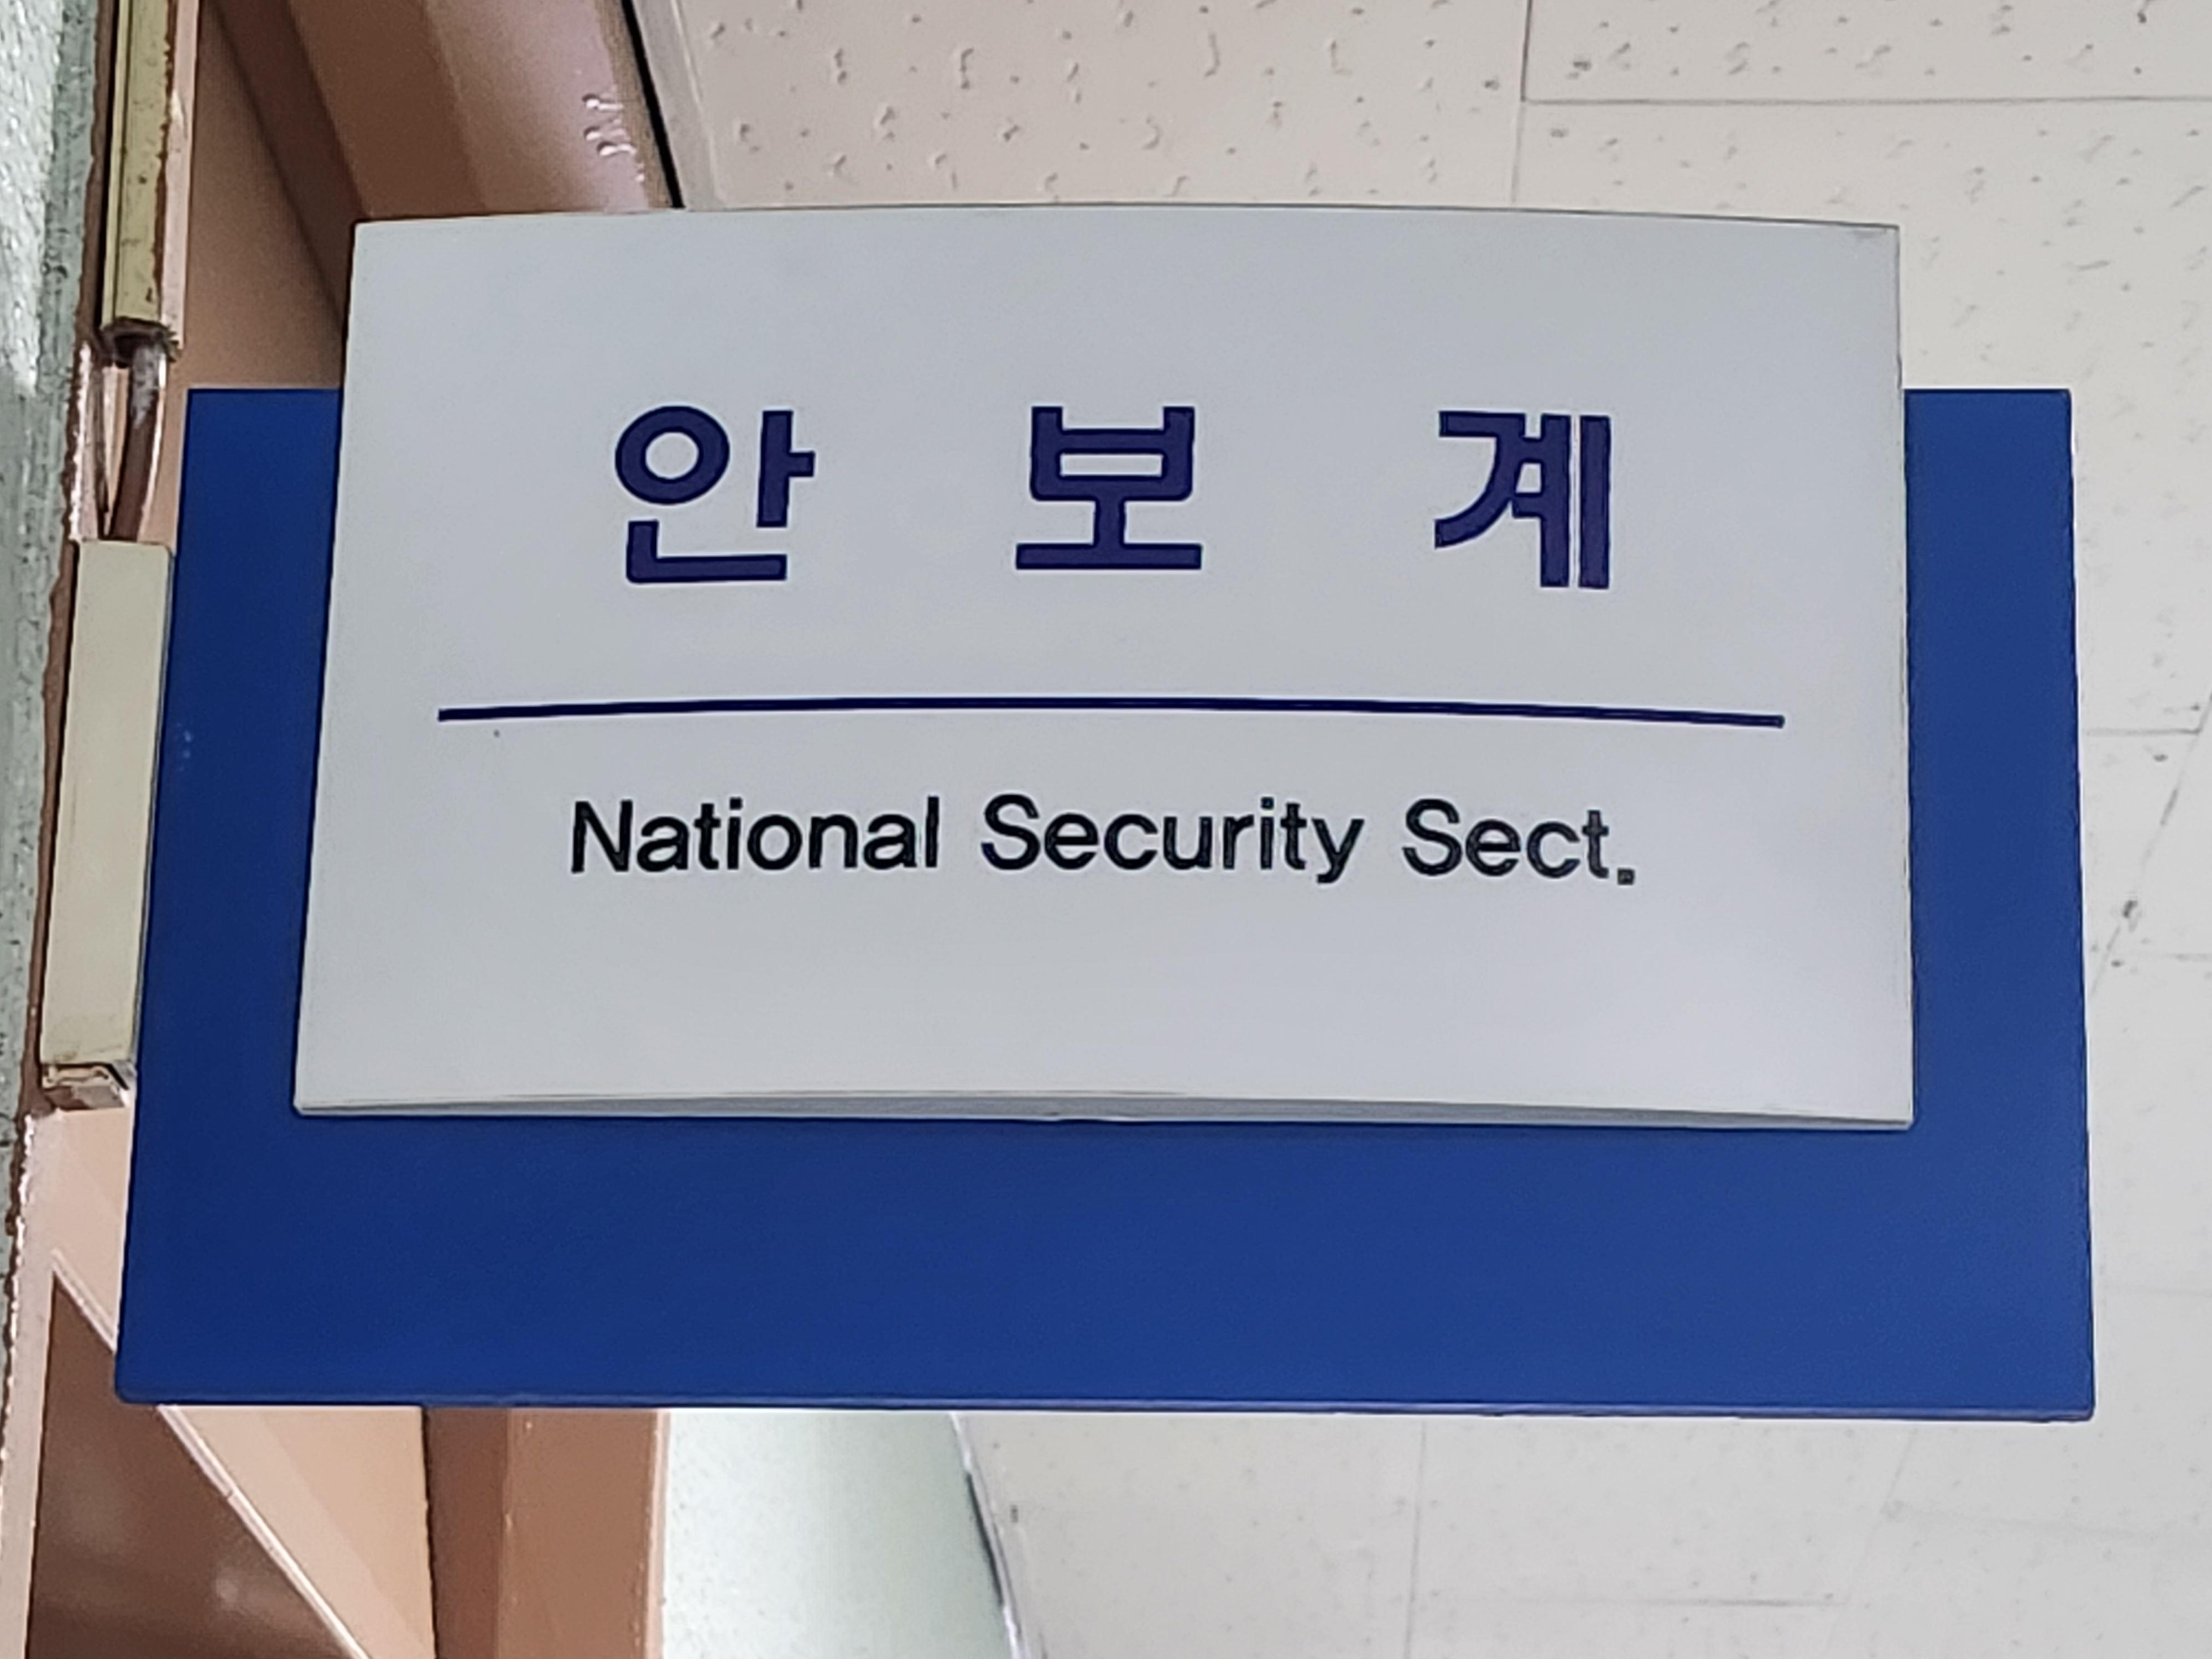 안 보 계
National Security Sect.